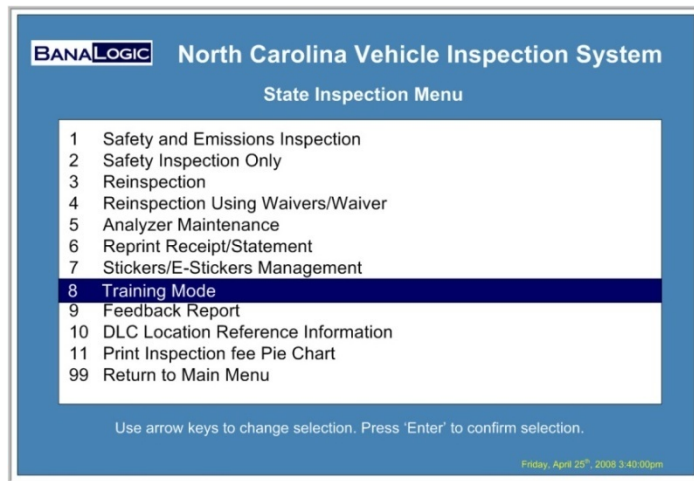 BANALOGIC North Carolina Vehicle Inspection System
State Inspection Menu
1 Safety and Emissions Inspection
2 Safety Inspection Only
3 Reinspection
4 Reinspection Using Waivers/Waiver
5 Analyzer Maintenance
6 Reprint Receipt/Statement
7 Stickers/E-Stickers Management
8 Training Mode
9 Feedback Report
10 DLC Location Reference Information
11 Print Inspection fee Pie Chart
99 Return to Main Menu
Use arrow keys to change selection. Press ‘Enter’ to confirm selection.
Friday, April 25th, 2008 3:40:00pm